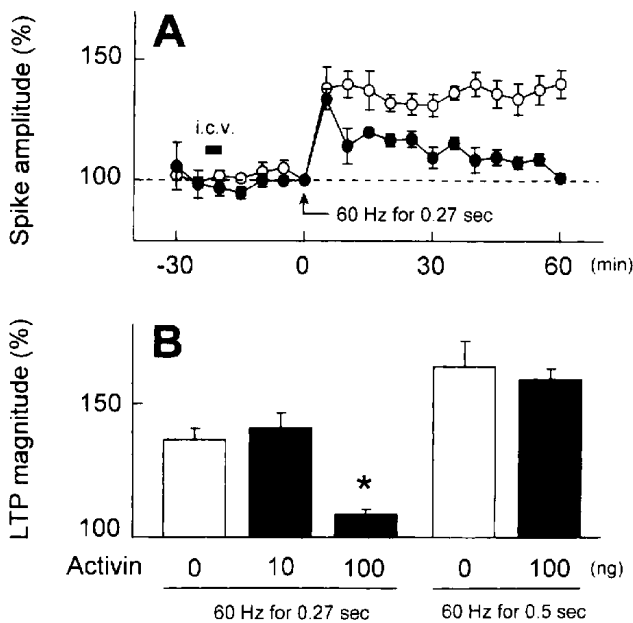 A
Spike amplitude (%)
150
100
i.c.v.
60 Hz for 0.27 sec
-30 0 30 60 (min)
B
LTP magnitude (%)
150
100
*
Activin 0 10 100 0 100 (ng)
60 Hz for 0.27 sec 60 Hz for 0.5 sec